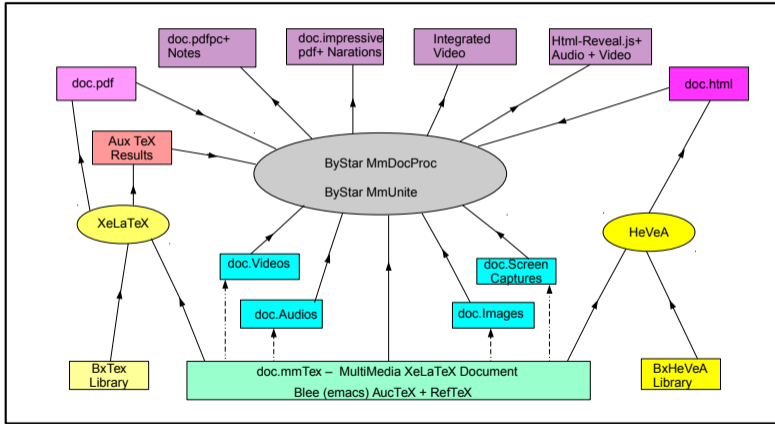 doc.pdfpc+
Notes
doc.impressive
pdf+ Narations
Integrated
Video
Html-Reveal.js+
Audio + Video
doc.pdf
doc.html
Aux TeX
Results
ByStar MmDocProc
ByStar MmUnite
XeLaTeX
HeVeA
doc.Videos
doc.Screen
Captures
doc.Audios
doc.Images
BxTex
Library
doc.mmTex – MultiMedia XeLaTeX Document
Blee (emacs) AucTeX + RefTeX
BxHeVeA
Library